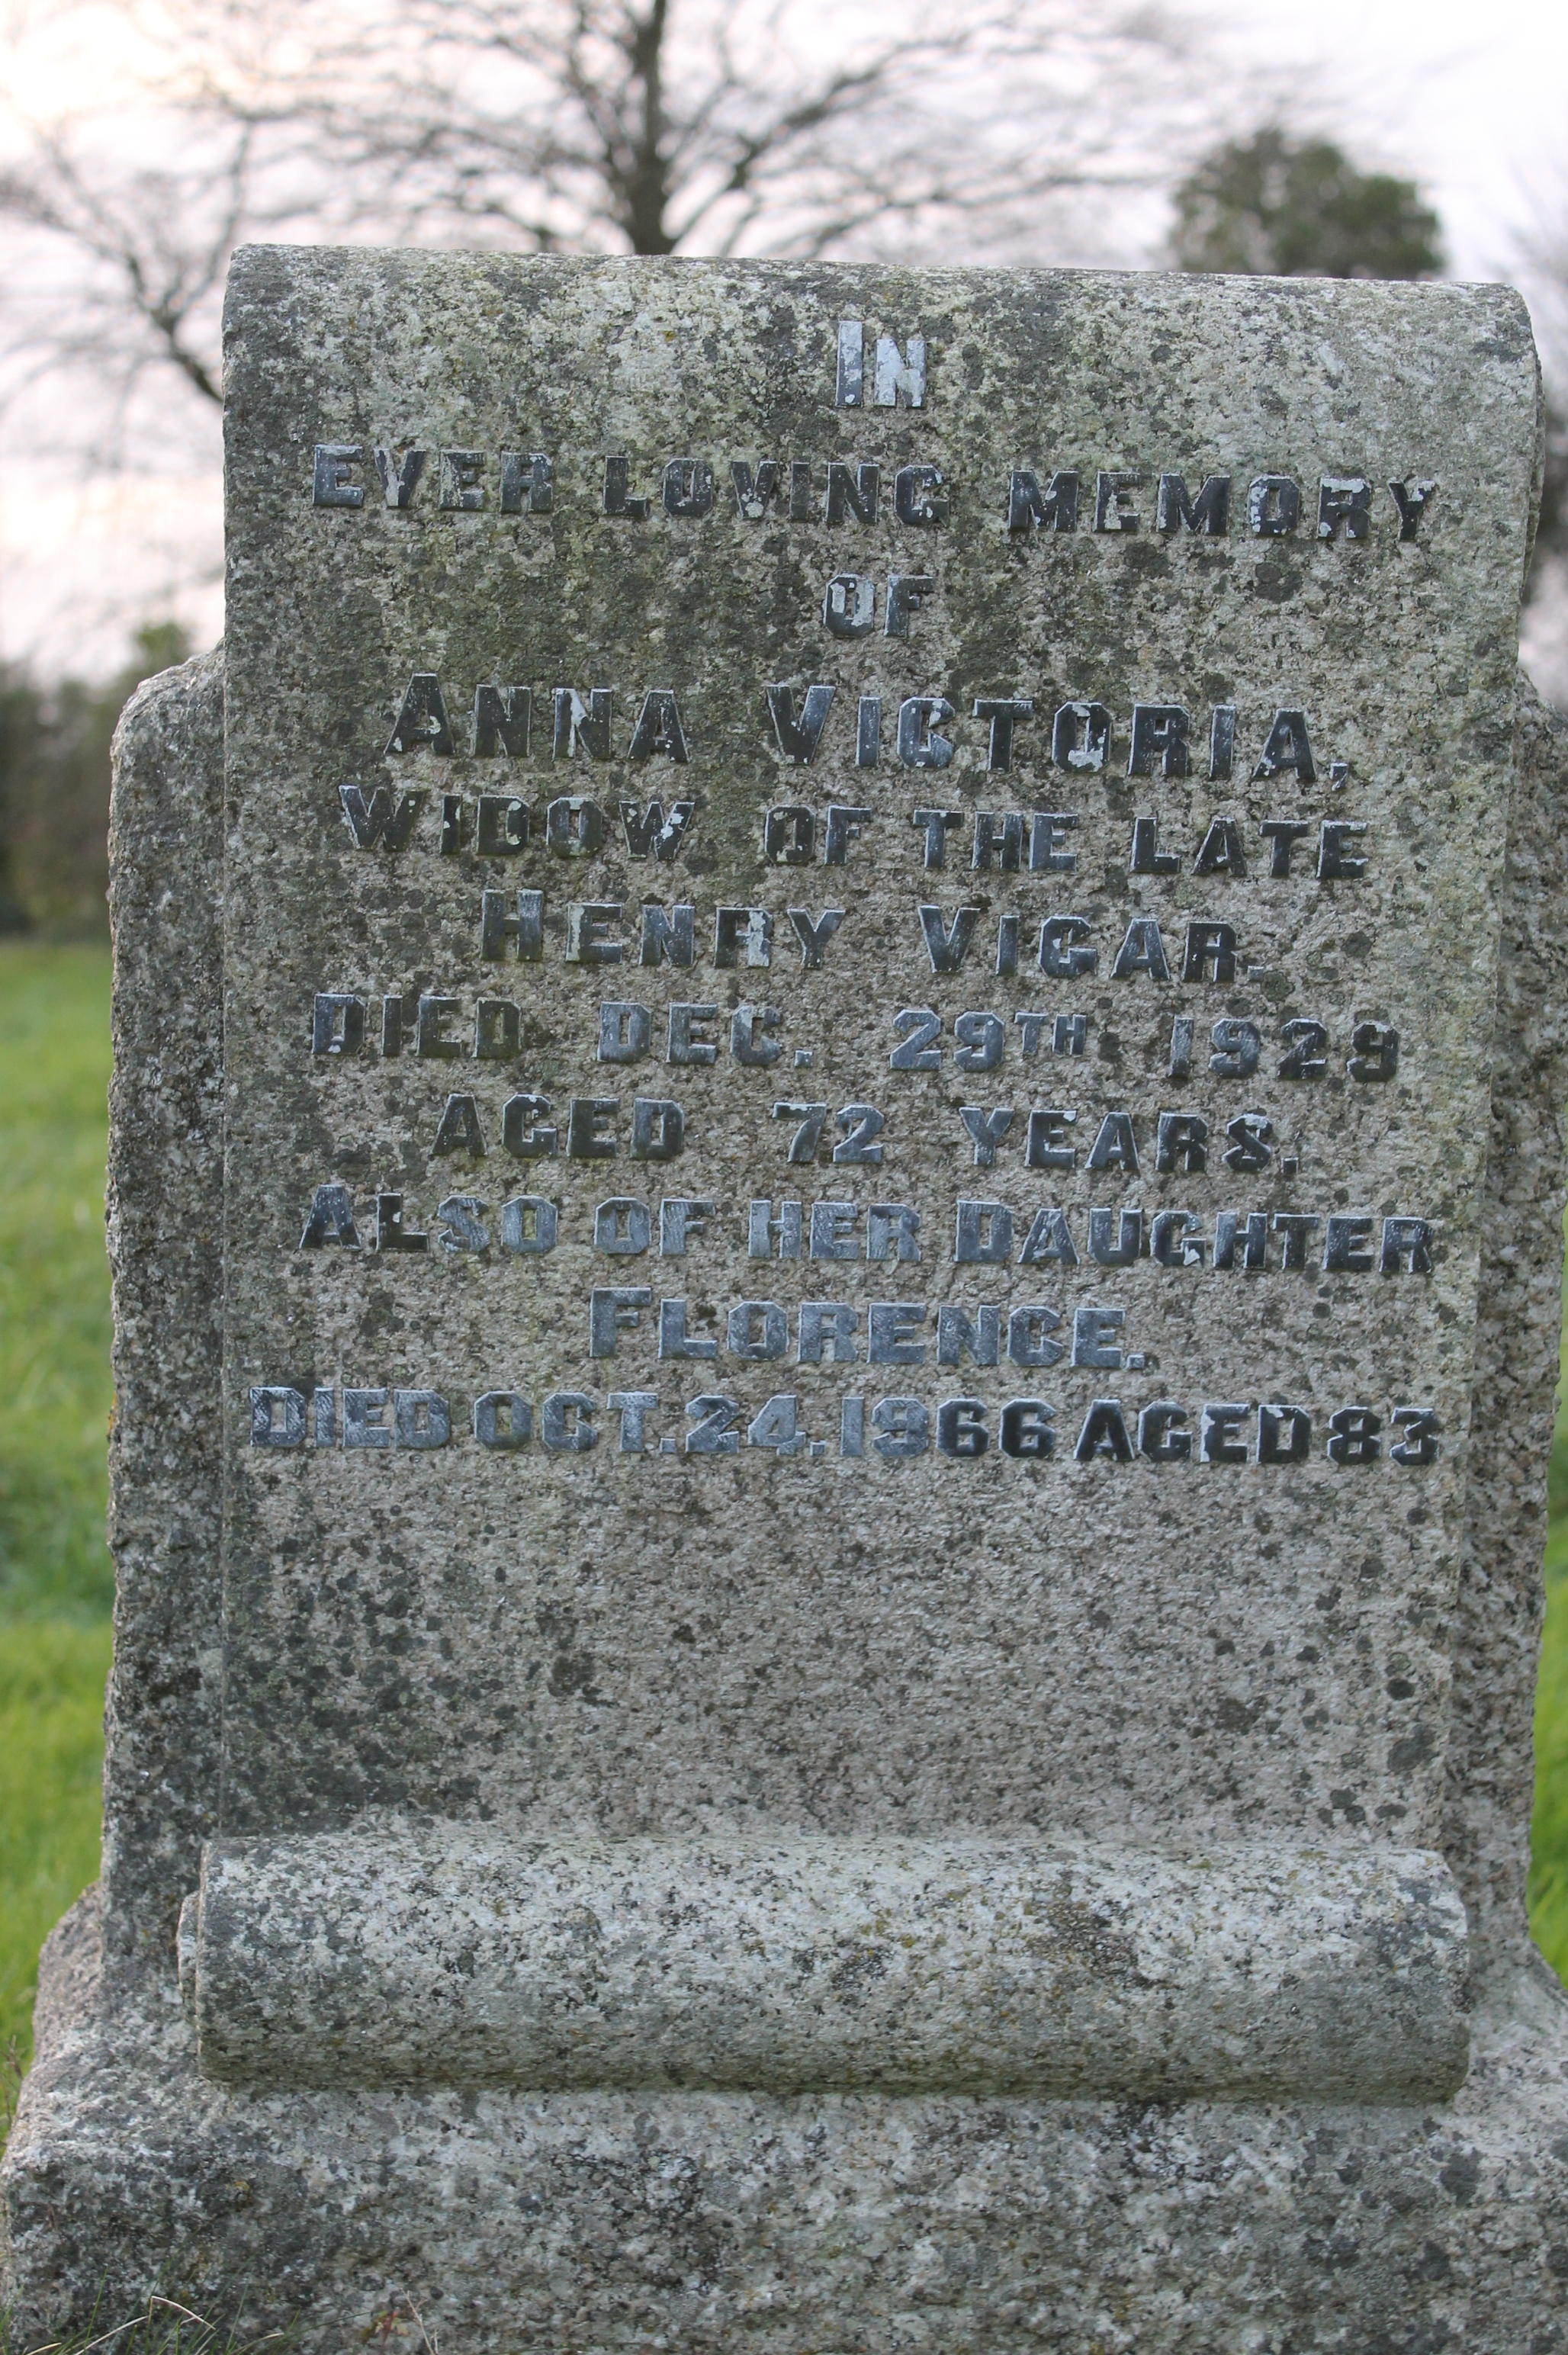 IN
EVER LOVING MEMORY
OF
ANNA VICTORIA,
WIDOW OF THE LATE
HENRY VIGAR.
DIED DEC. 29TH 1929
AGED 72 YEARS.
ALSO OF HER DAUGHTER
FLORENCE.
DIED OCT. 24. 1966 AGED 83